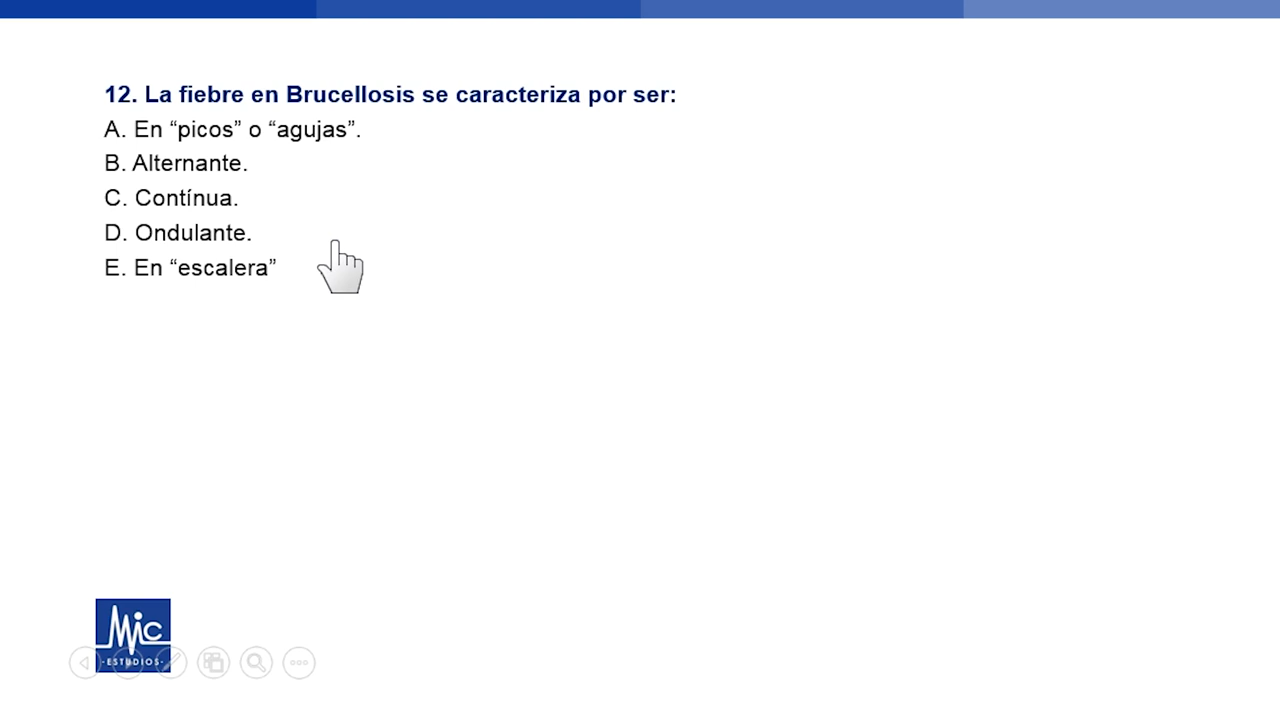 12. La fiebre en Brucellosis se caracteriza por ser:
A. En “picos” o “agujas”.
B. Alternante.
C. Contínua.
D. Ondulante.
E. En “escalera”
Mic
·ESTUDIOS·